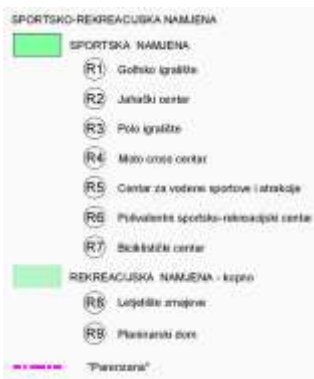 SPORTSKO-REKREACIJSKA NAMJENA
SPORTSKA NAMJENA
R1 Golfsko igralište
R2 Jahački centar
R3 Polo igralište
R4 Moto cross centar
R5 Centar za vodene sportove i atrakcije
R6 Polivalentni sportsko-rekreacijski centar
R7 Biciklistički centar
REKREACIJSKA NAMJENA - kopno
R8 Letjelište zmajeva
R9 Planinarski dom
"Parenzana"